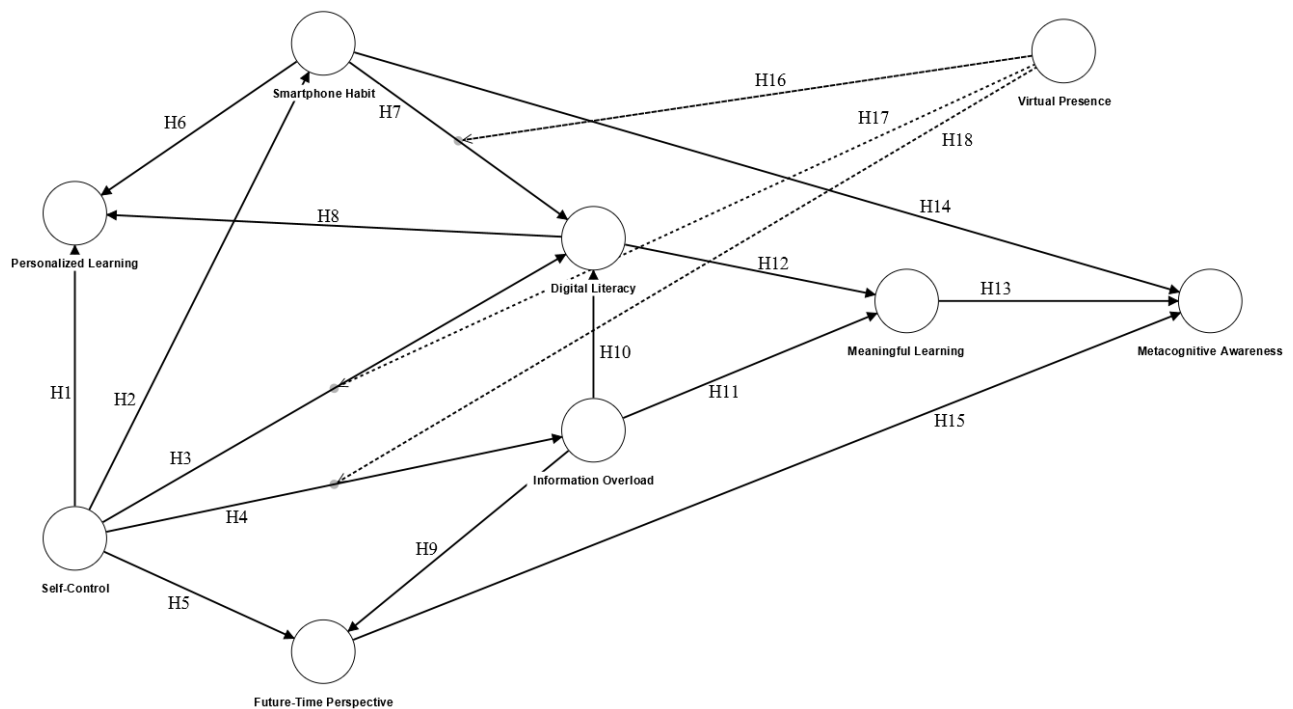 H16
Smartphone Habit
Virtual Presence
H7
H17
H6
H18
H14
H8
Personalized Learning
H12
Digital Literacy
H13
H10
Meaningful Learning
Metacognitive Awareness
H1
H2
H11
H15
H3
Information Overload
H4
H9
Self-Control
H5
Future-Time Perspective